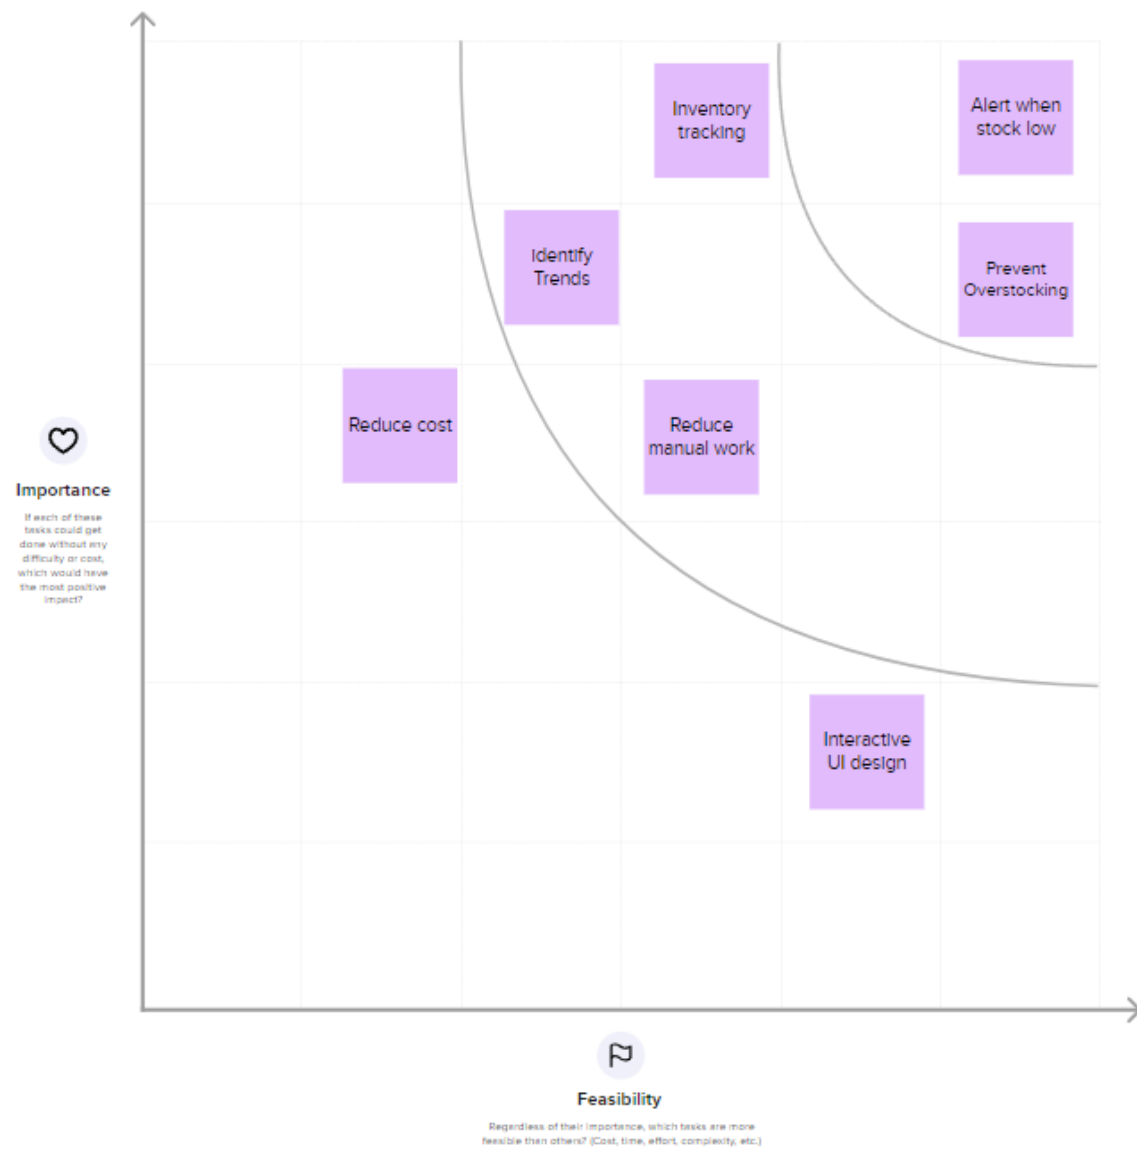 Inventory
tracking
Alert when
stock low
Identify
Trends
Prevent
Overstocking
Reduce cost
Reduce
manual work
Importance
If each of these
tasks could get
done without any
difficulty or cost,
which would have
the most positive
impact?
Interactive
UI design
Feasibility
Regardless of their importance, which tasks are more
feasible than others? (Cost, time, effort, complexity, etc.)